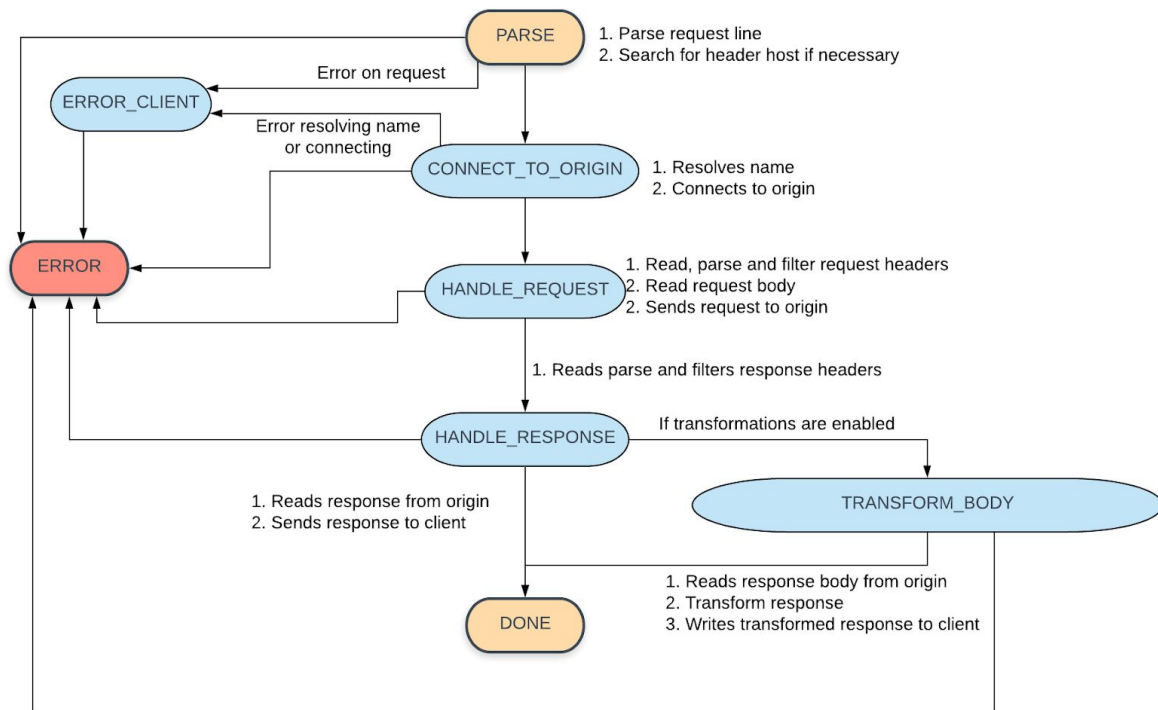 PARSE
1. Parse request line
2. Search for header host if necessary
Error on request
ERROR_CLIENT
Error resolving name
or connecting
CONNECT_TO_ORIGIN
1. Resolves name
2. Connects to origin
ERROR
HANDLE_REQUEST
1. Read, parse and filter request headers
2. Read request body
2. Sends request to origin
1. Reads parse and filters response headers
HANDLE_RESPONSE
If transformations are enabled
1. Reads response from origin
2. Sends response to client
TRANSFORM_BODY
1. Reads response body from origin
2. Transform response
3. Writes transformed response to client
DONE